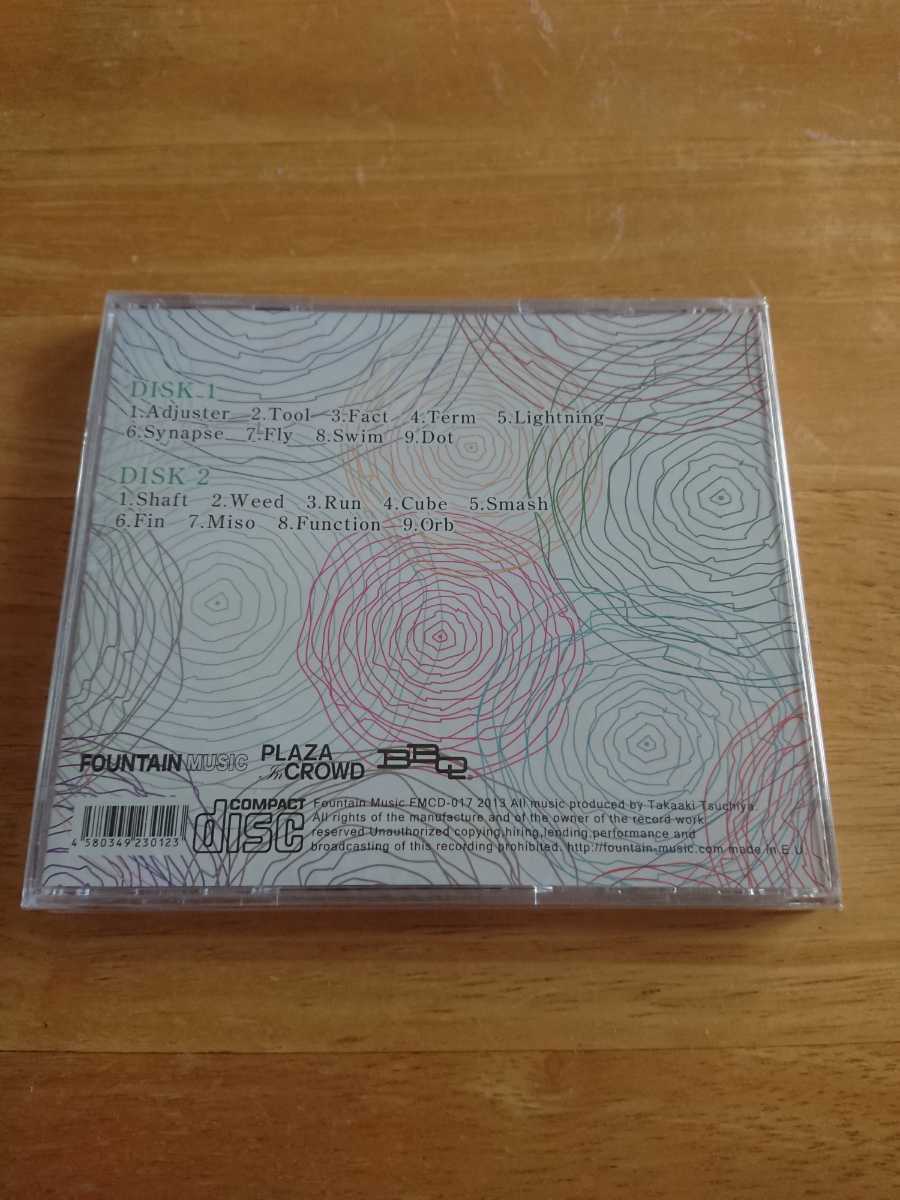 DISK 1
1.Adjuster 2.Tool 3.Fact 4.Term 5.Lightning
6.Synapse 7.Fly 8.Swim 9.Dot
DISK 2
1.Shaft 2.Weed 3.Run 4.Cube 5.Smash
6.Fin 7.Miso 8.Function 9.Orb
FOUNTAIN MUSIC PLAZA In CROWD
4 580349 230123
COMPACT disc
Fountain Music FMCD-017 2013 All music produced by Takaaki Tsuchiya.
All rights of the manufacture and of the owner of the record work
reserved Unauthorized copying,hiring,lending,performance and
broadcasting of this recording prohibited. http://fountain-music.com made in E.U.